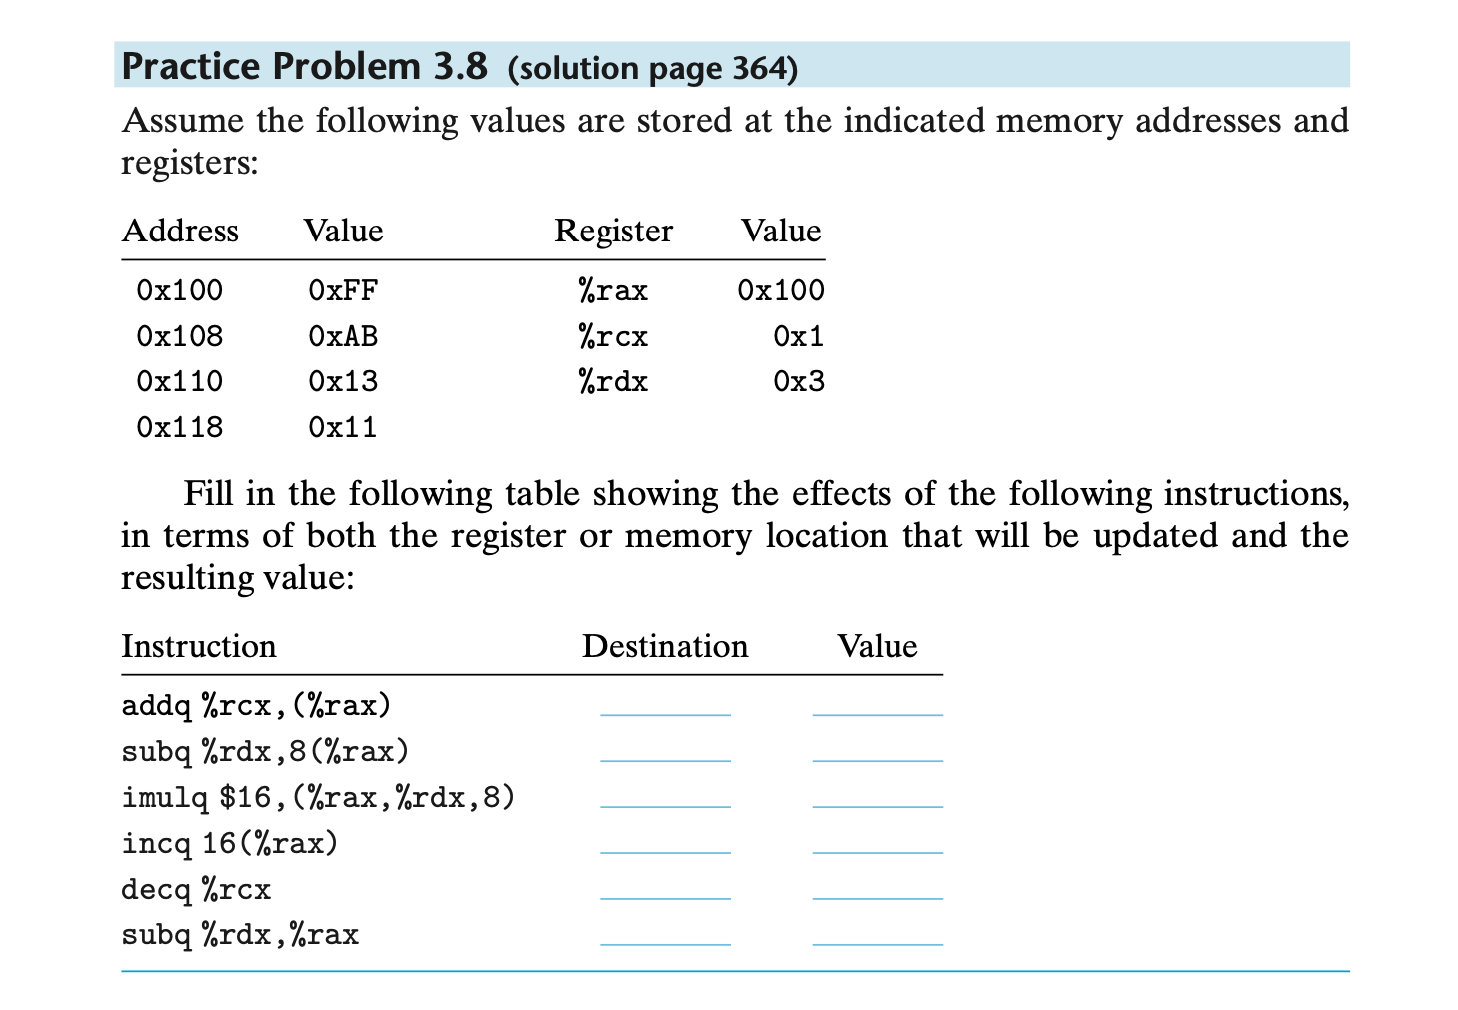 Practice Problem 3.8 (solution page 364)
Assume the following values are stored at the indicated memory addresses and
registers:
Address Value Register Value
0x100 0xFF %rax 0x100
0x108 0xAB %rcx 0x1
0x110 0x13 %rdx 0x3
0x118 0x11
Fill in the following table showing the effects of the following instructions,
in terms of both the register or memory location that will be updated and the
resulting value:
Instruction Destination Value
addq %rcx,(%rax)
subq %rdx,8(%rax)
imulq $16,(%rax,%rdx,8)
incq 16(%rax)
decq %rcx
subq %rdx,%rax